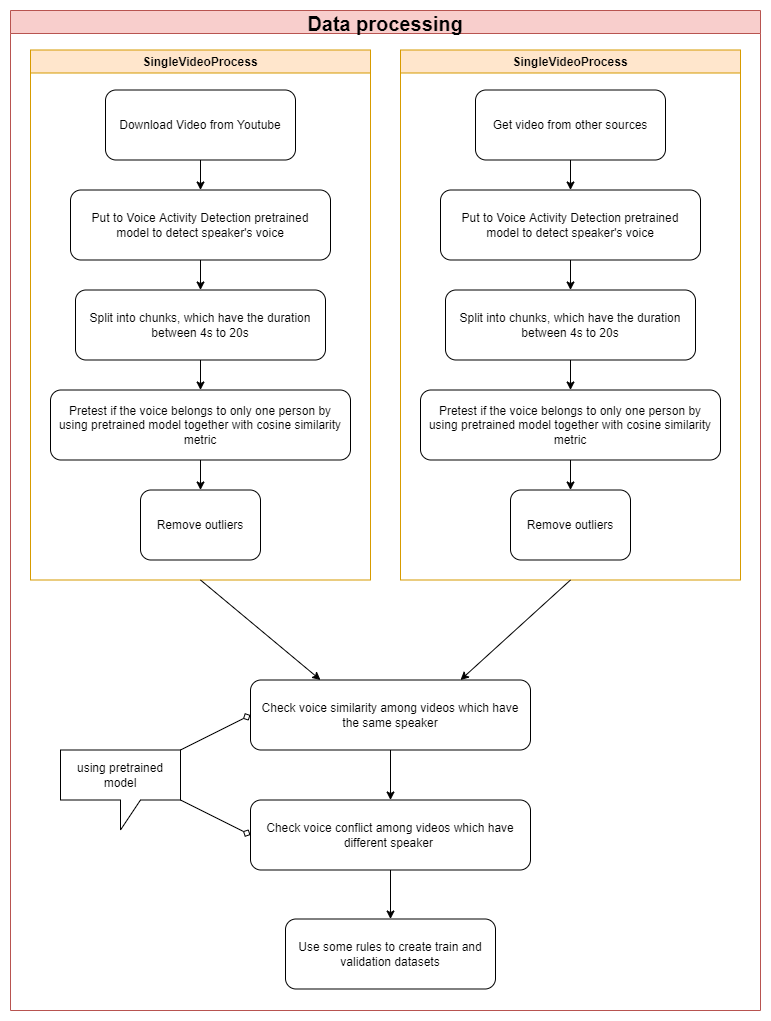 Data processing
SingleVideoProcess
Download Video from Youtube
Put to Voice Activity Detection pretrained
model to detect speaker's voice
Split into chunks, which have the duration
between 4s to 20s
Pretest if the voice belongs to only one person by
using pretrained model together with cosine similarity
metric
Remove outliers
SingleVideoProcess
Get video from other sources
Put to Voice Activity Detection pretrained
model to detect speaker's voice
Split into chunks, which have the duration
between 4s to 20s
Pretest if the voice belongs to only one person by
using pretrained model together with cosine similarity
metric
Remove outliers
Check voice similarity among videos which have
the same speaker
using pretrained
model
Check voice conflict among videos which have
different speaker
Use some rules to create train and
validation datasets